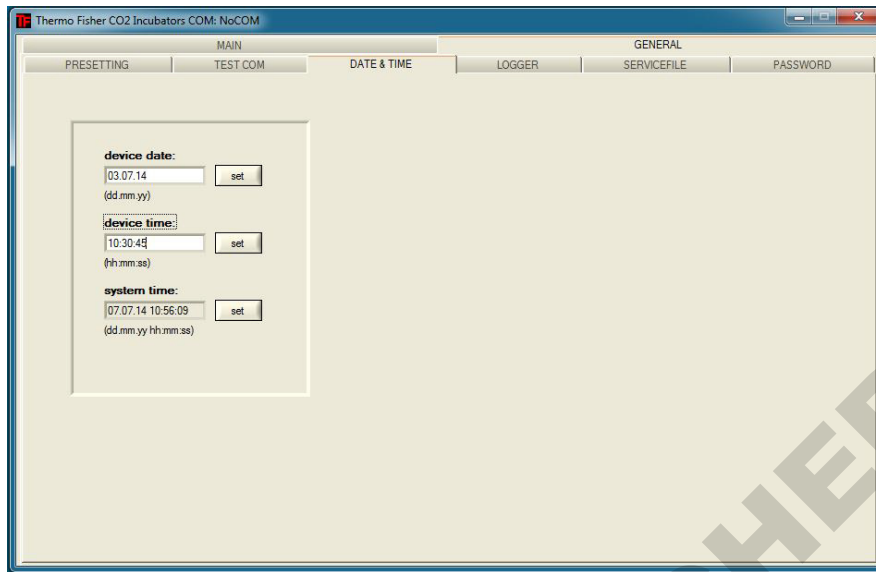 TF Thermo Fisher CO2 Incubators COM: NoCOM
MAIN GENERAL
PRESETTING TEST COM DATE & TIME LOGGER SERVICEFILE PASSWORD
device date:
03.07.14 set
(dd.mm.yy)
device time:
10:30:45 set
(hh:mm:ss)
system time:
07.07.14 10:56:09 set
(dd.mm.yy hh:mm:ss)
HER